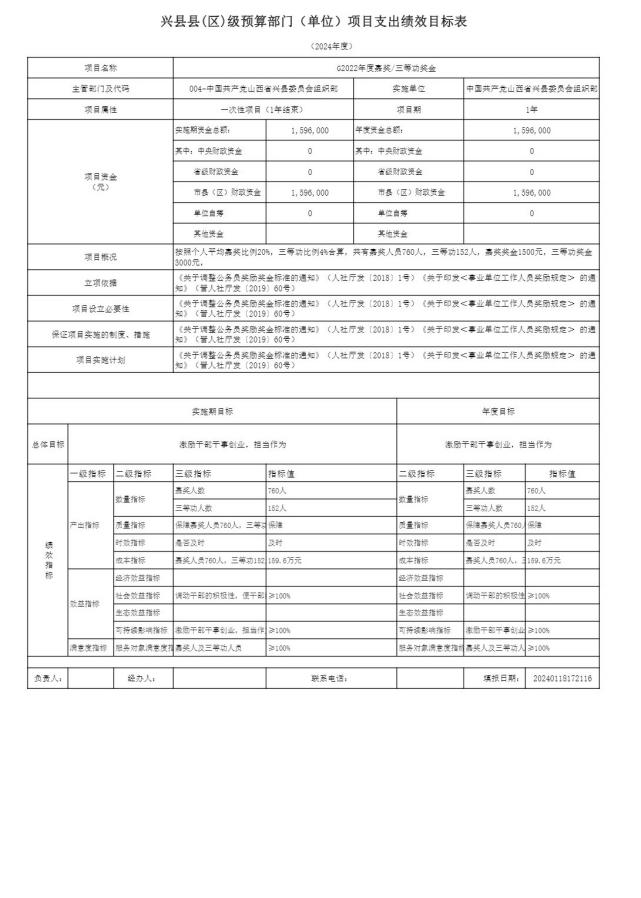 兴县县(区)级预算部门（单位）项目支出绩效目标表
（2024年度）
项目名称 G2022年度嘉奖/三等功奖金
主管部门及代码 004-中国共产党山西省兴县委员会组织部 实施单位 中国共产党山西省兴县委员会组织部
项目属性 一次性项目（1年结束） 项目期 1年
项目资金（元） 实施期资金总额： 1,596,000 年度资金总额： 1,596,000
其中：中央财政资金 0 其中：中央财政资金 0
省级财政资金 0 省级财政资金 0
市县（区）财政资金 1,596,000 市县（区）财政资金 1,596,000
单位自筹 0 单位自筹 0
其他资金 其他资金
项目概况 按照个人平均嘉奖比例20%，三等功比例4%合算，共有嘉奖人员760人，三等功152人，嘉奖奖金1500元，三等功奖金
3000元，
立项依据 《关于调整公务员奖励奖金标准的通知》（人社厅发〔2018〕1号）《关于印发<事业单位工作人员奖励规定> 的通
知》（晋人社厅发〔2019〕60号）
项目设立必要性 《关于调整公务员奖励奖金标准的通知》（人社厅发〔2018〕1号）《关于印发<事业单位工作人员奖励规定> 的通
知》（晋人社厅发〔2019〕60号）
保证项目实施的制度、措施 《关于调整公务员奖励奖金标准的通知》（人社厅发〔2018〕1号）《关于印发<事业单位工作人员奖励规定> 的通
知》（晋人社厅发〔2019〕60号）
项目实施计划 《关于调整公务员奖励奖金标准的通知》（人社厅发〔2018〕1号）《关于印发<事业单位工作人员奖励规定> 的通
知》（晋人社厅发〔2019〕60号）
实施期目标 年度目标
总体目标 激励干部干事创业，担当作为 激励干部干事创业，担当作为
绩效指标 一级指标 二级指标 三级指标 指标值 二级指标 三级指标 指标值
产出指标 数量指标 嘉奖人数 760人 数量指标 嘉奖人数 760人
三等功人数 152人 三等功人数 152人
质量指标 保障嘉奖人员760人，三等功 保障 质量指标 保障嘉奖人员760人 保障
时效指标 是否及时 及时 时效指标 是否及时 及时
成本指标 嘉奖人员760人，三等功152 159.6万元 成本指标 嘉奖人员760人，三 159.6万元
效益指标 经济效益指标 经济效益指标
社会效益指标 调动干部的积极性，使干部 ≥100% 社会效益指标 调动干部的积极性 ≥100%
生态效益指标 生态效益指标
可持续影响指标 激励干部干事创业，担当作 ≥100% 可持续影响指标 激励干部干事创业 ≥100%
满意度指标 服务对象满意度指 嘉奖人及三等功人员 ≥100% 服务对象满意度指标 嘉奖人及三等功人 ≥100%
负责人： 经办人： 联系电话： 填报日期： 20240118172116